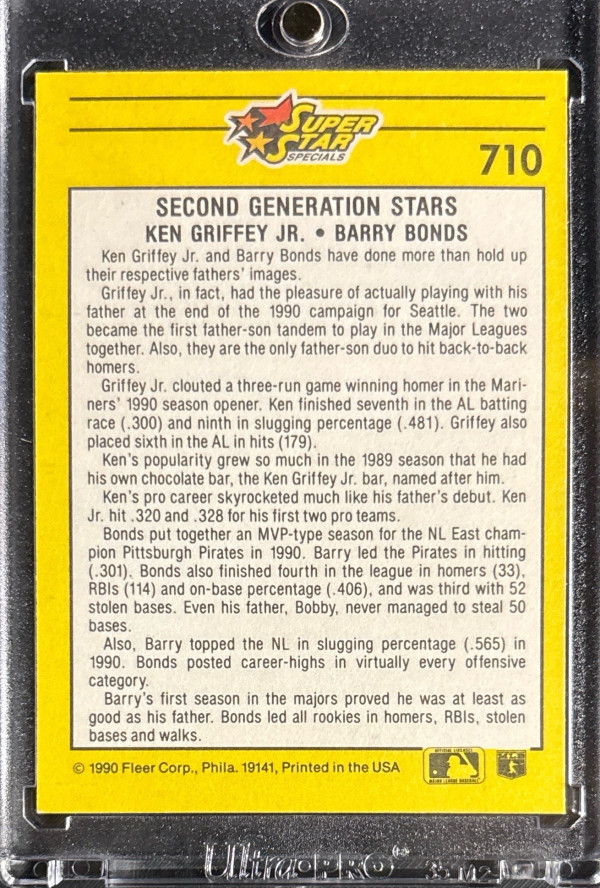 SUPER
STAR
SPECIALS
710
SECOND GENERATION STARS
KEN GRIFFEY JR. • BARRY BONDS
Ken Griffey Jr. and Barry Bonds have done more than hold up
their respective fathers' images.
Griffey Jr., in fact, had the pleasure of actually playing with his
father at the end of the 1990 campaign for Seattle. The two
became the first father-son tandem to play in the Major Leagues
together. Also, they are the only father-son duo to hit back-to-back
homers.
Griffey Jr. clouted a three-run game winning homer in the Mari-
ners' 1990 season opener. Ken finished seventh in the AL batting
race (.300) and ninth in slugging percentage (.481). Griffey also
placed sixth in the AL in hits (179).
Ken's popularity grew so much in the 1989 season that he had
his own chocolate bar, the Ken Griffey Jr. bar, named after him.
Ken's pro career skyrocketed much like his father's debut. Ken
Jr. hit .320 and .328 for his first two pro teams.
Bonds put together an MVP-type season for the NL East cham-
pion Pittsburgh Pirates in 1990. Barry led the Pirates in hitting
(.301). Bonds also finished fourth in the league in homers (33),
RBIs (114) and on-base percentage (.406), and was third with 52
stolen bases. Even his father, Bobby, never managed to steal 50
bases.
Also, Barry topped the NL in slugging percentage (.565) in
1990. Bonds posted career-highs in virtually every offensive
category.
Barry's first season in the majors proved he was at least as
good as his father. Bonds led all rookies in homers, RBIs, stolen
bases and walks.
© 1990 Fleer Corp., Phila. 19141, Printed in the USA
MAJOR LEAGUE BASEBALL
Ultra•PRO®